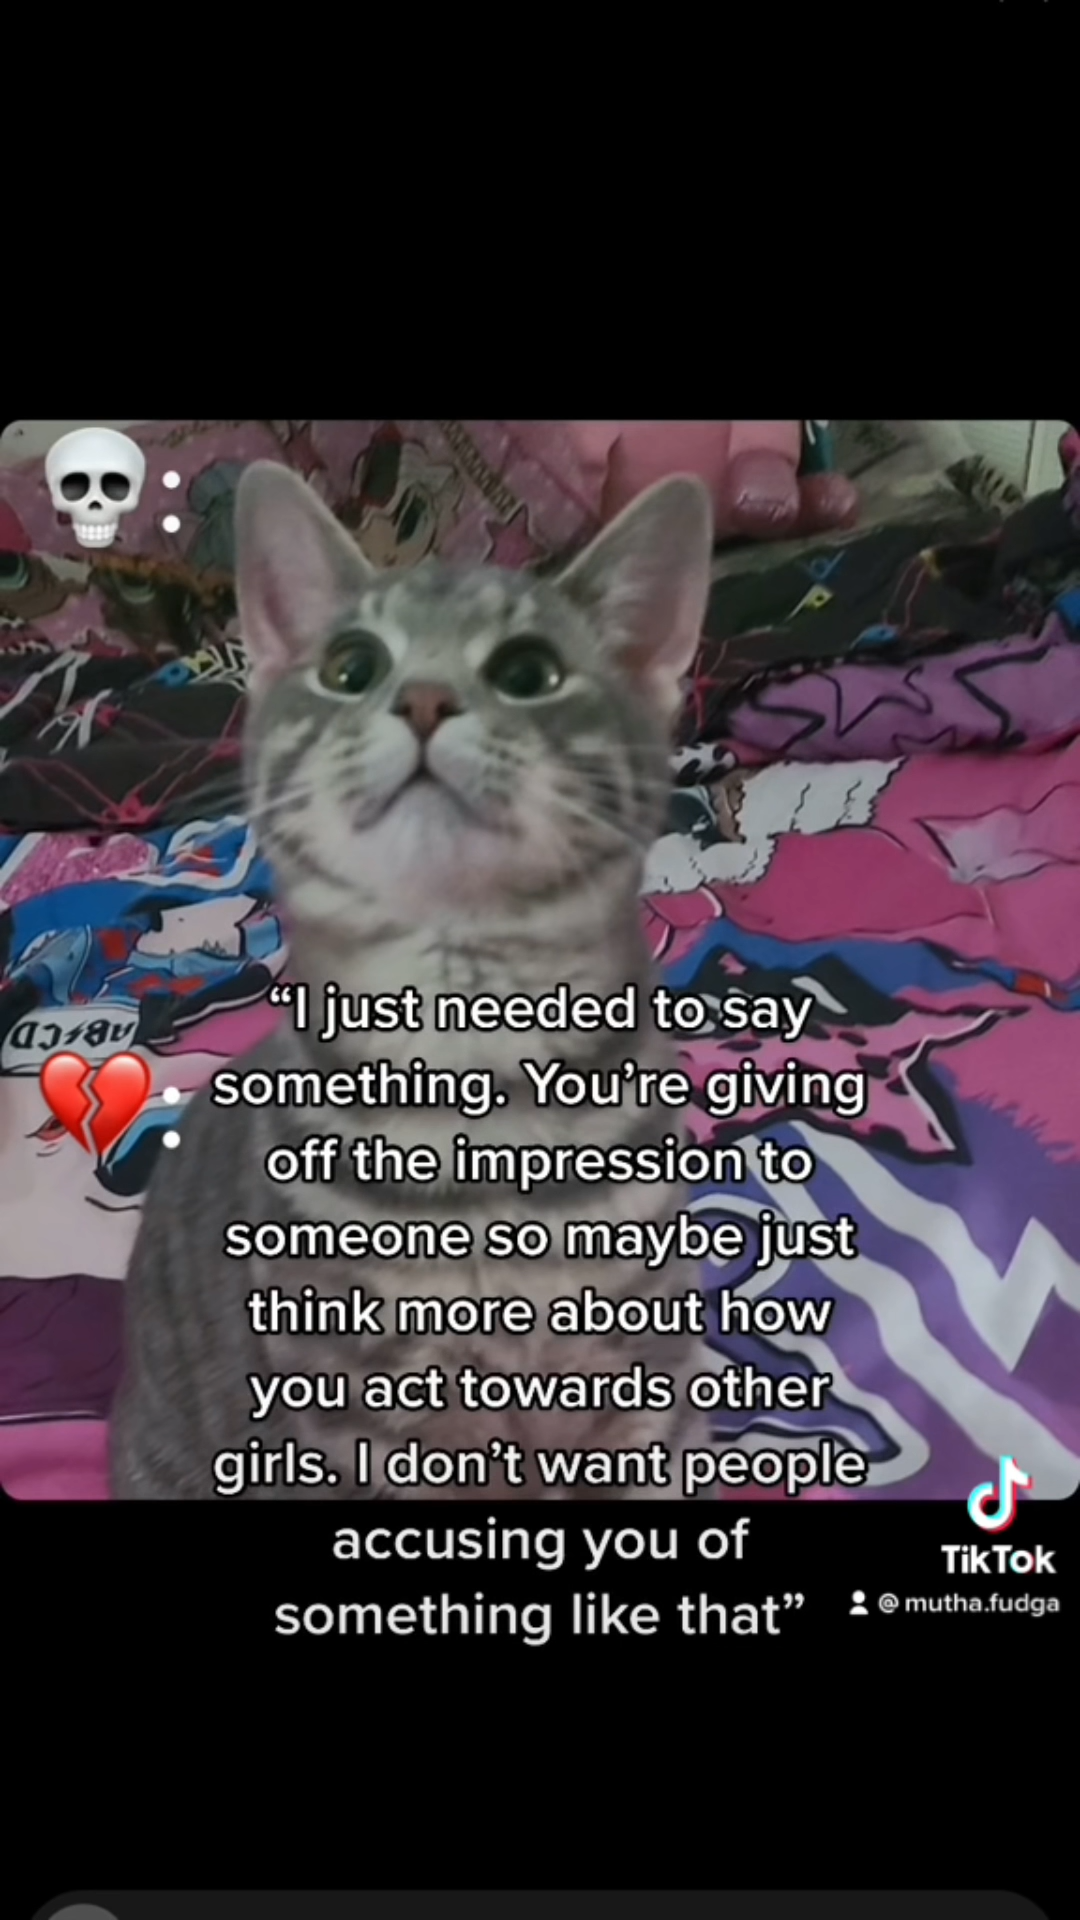 “I just needed to say
something. You’re giving
off the impression to
someone so maybe just
think more about how
you act towards other
girls. I don’t want people
accusing you of
something like that”
TikTok
@mutha.fudga